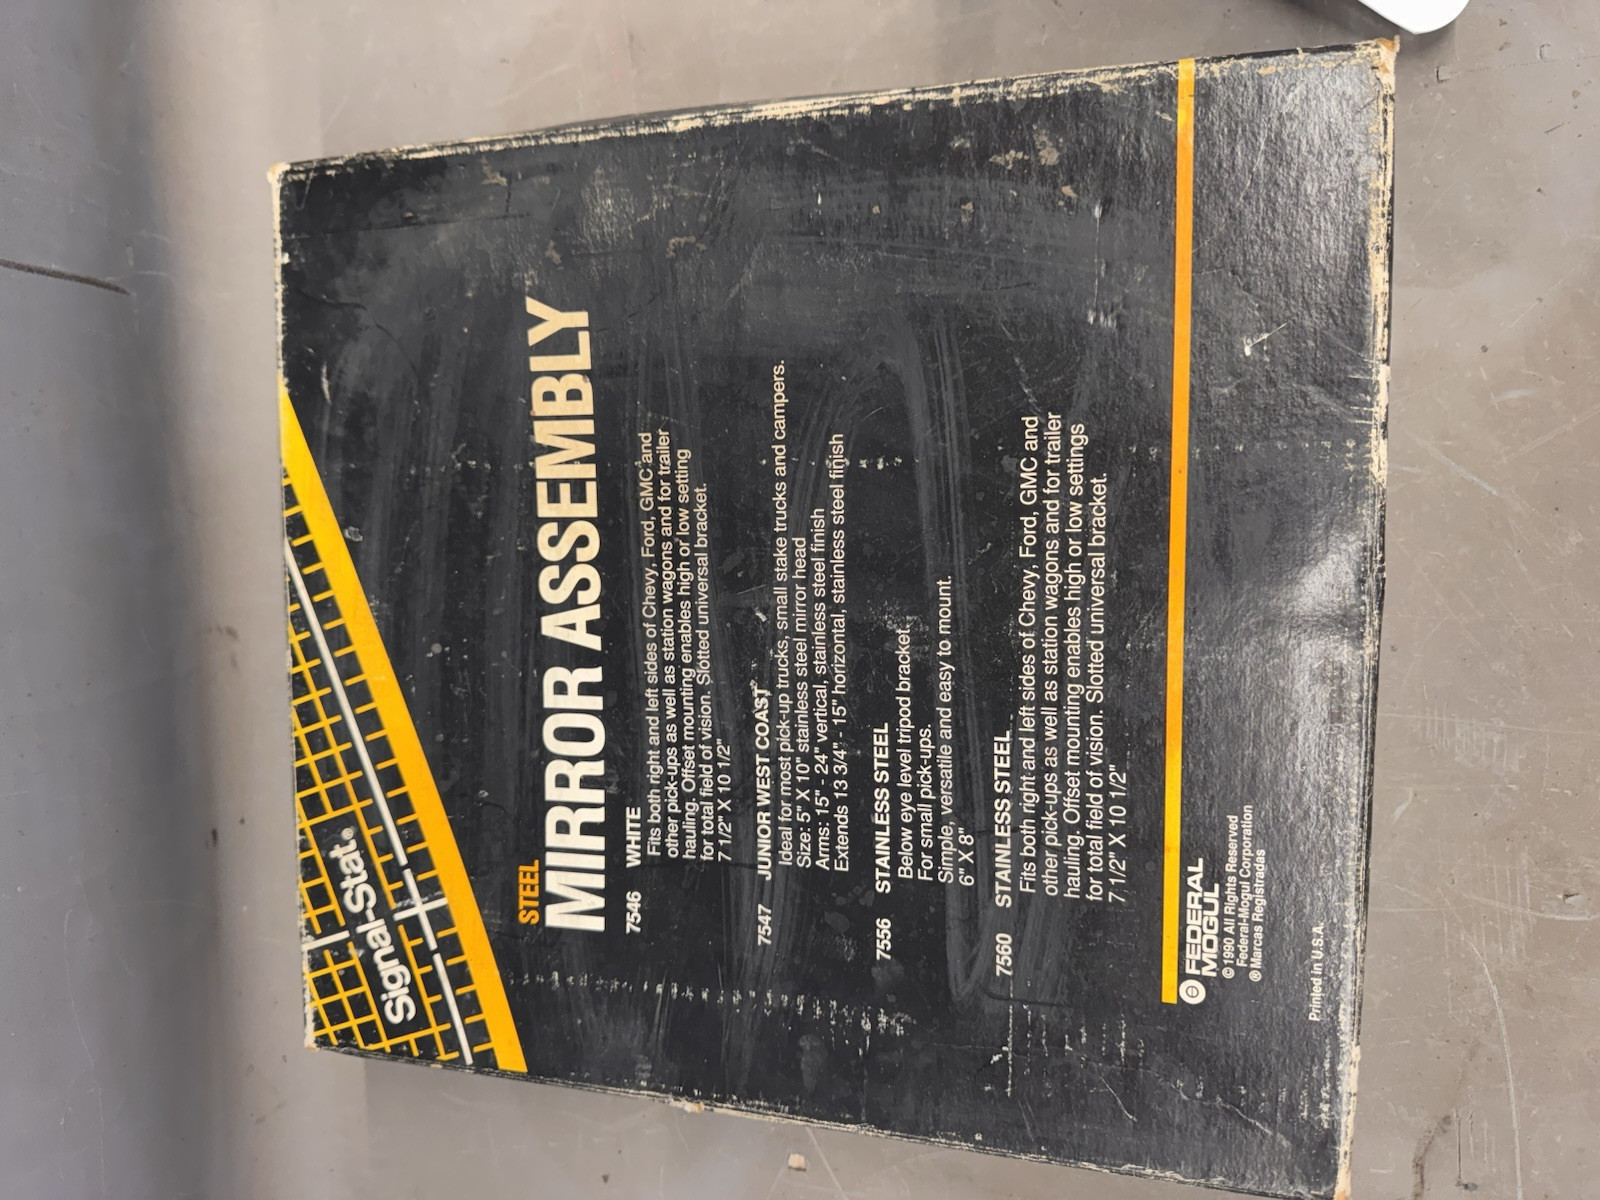 Signal-Stat®
STEEL
MIRROR ASSEMBLY
7546 WHITE
Fits both right and left sides of Chevy, Ford, GMC and
other pick-ups as well as station wagons and for trailer
hauling. Offset mounting enables high or low setting
for total field of vision. Slotted universal bracket.
7 1/2" X 10 1/2"
7547 JUNIOR WEST COAST
Ideal for most pick-up trucks, small stake trucks and campers.
Size: 5" X 10" stainless steel mirror head
Arms: 15" - 24" vertical, stainless steel finish
Extends 13 3/4" - 15" horizontal, stainless steel finish
7556 STAINLESS STEEL
Below eye level tripod bracket.
For small pick-ups.
Simple, versatile and easy to mount.
6" X 8"
7560 STAINLESS STEEL
Fits both right and left sides of Chevy, Ford, GMC and
other pick-ups as well as station wagons and for trailer
hauling. Offset mounting enables high or low settings
for total field of vision. Slotted universal bracket.
7 1/2" X 10 1/2"
FEDERAL
MOGUL
© 1990 All Rights Reserved
Federal-Mogul Corporation
® Marcas Registradas
Printed in U.S.A.